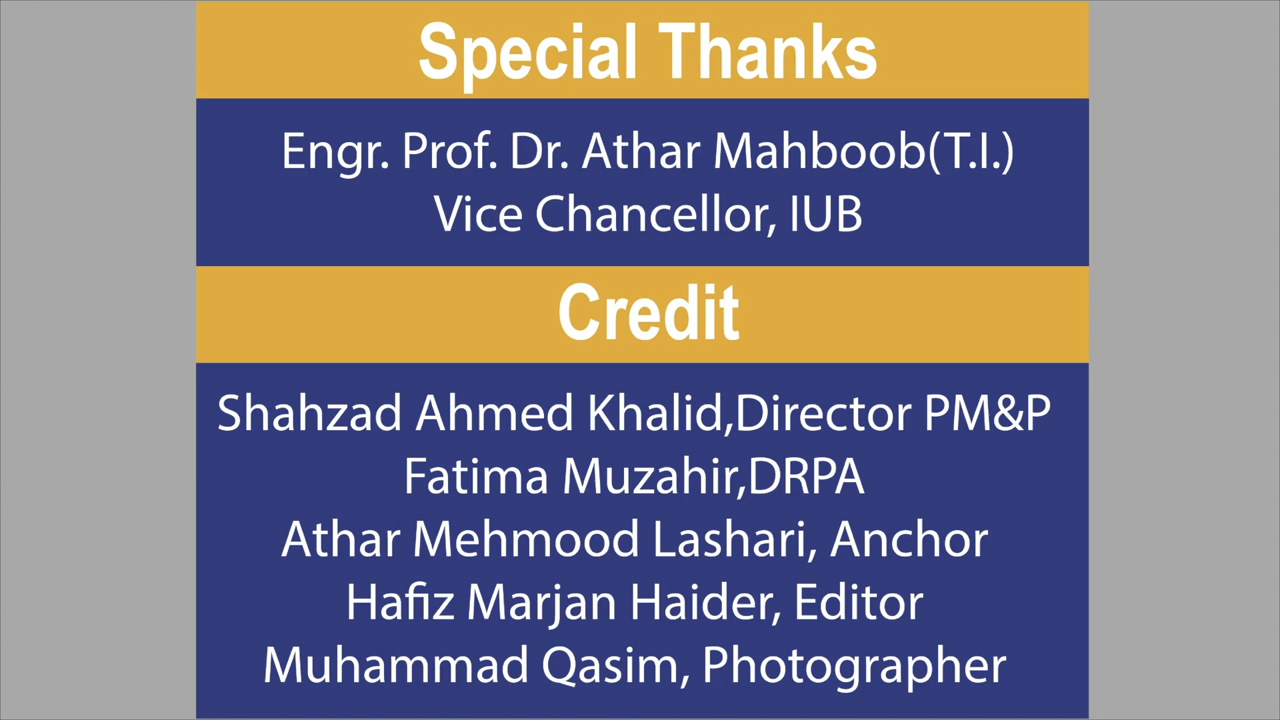 Special Thanks
Engr. Prof. Dr. Athar Mahboob(T.I.)
Vice Chancellor, IUB
Credit
Shahzad Ahmed Khalid,Director PM&P
Fatima Muzahir,DRPA
Athar Mehmood Lashari, Anchor
Hafiz Marjan Haider, Editor
Muhammad Qasim, Photographer